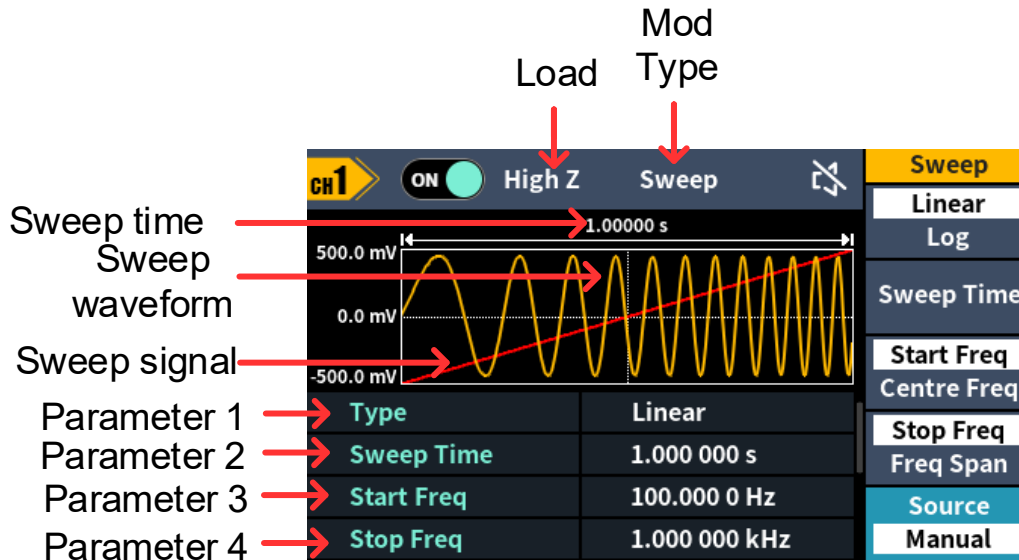 Mod
Type
Load
CH1
ON
High Z
Sweep
Sweep
Linear
Log
Sweep Time
Start Freq
Centre Freq
Stop Freq
Freq Span
Source
Manual
Sweep time
1.00000 s
Sweep
waveform
500.0 mV
0.0 mV
Sweep signal
-500.0 mV
Parameter 1
Type
Linear
Parameter 2
Sweep Time
1.000 000 s
Parameter 3
Start Freq
100.000 0 Hz
Parameter 4
Stop Freq
1.000 000 kHz